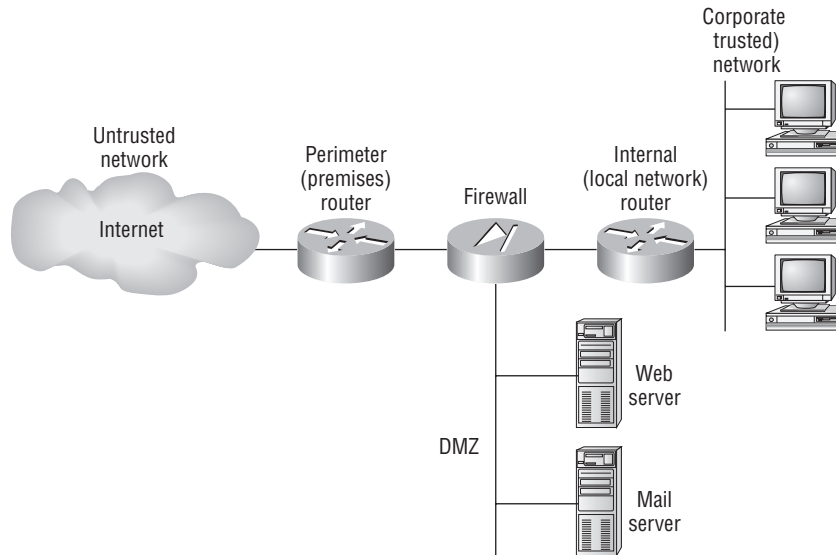 Corporate
trusted)
network
Untrusted
network
Perimeter
(premises)
router
Firewall
Internal
(local network)
router
Internet
Web
server
DMZ
Mail
server